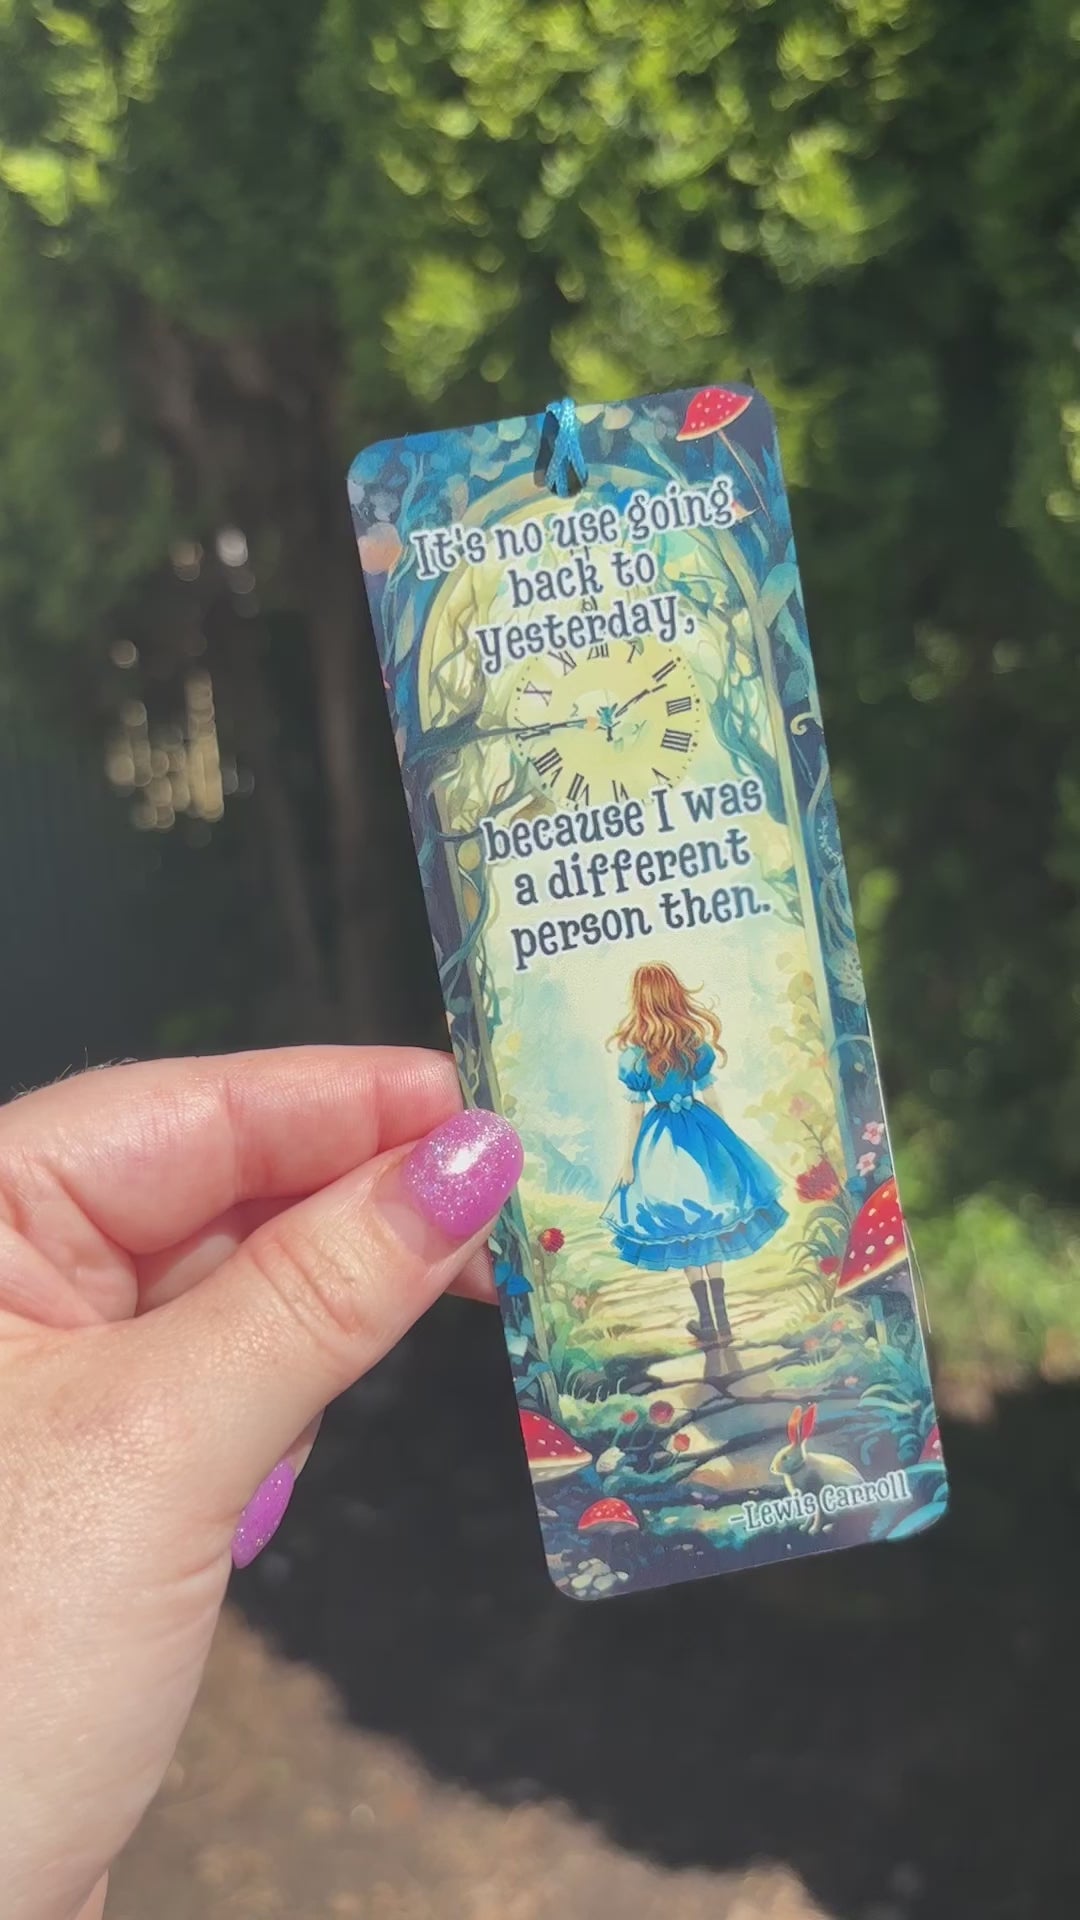 It's no use going
back to
yesterday,
because I was
a different
person then.
-Lewis Carroll